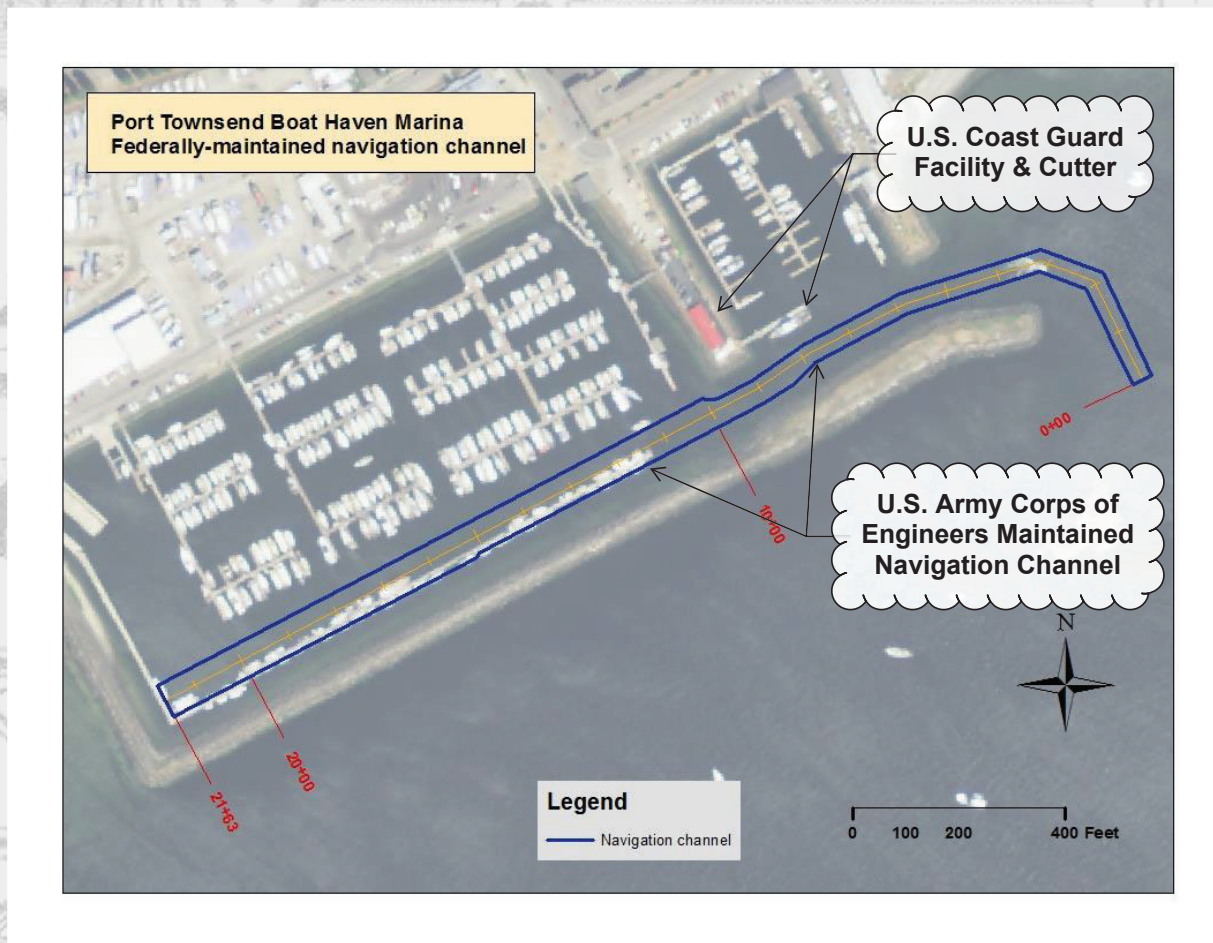 Port Townsend Boat Haven Marina
Federally-maintained navigation channel
U.S. Coast Guard
Facility & Cutter
0+00
10+00
U.S. Army Corps of
Engineers Maintained
Navigation Channel
N
20+00
21+63
Legend
Navigation channel
0 100 200 400 Feet